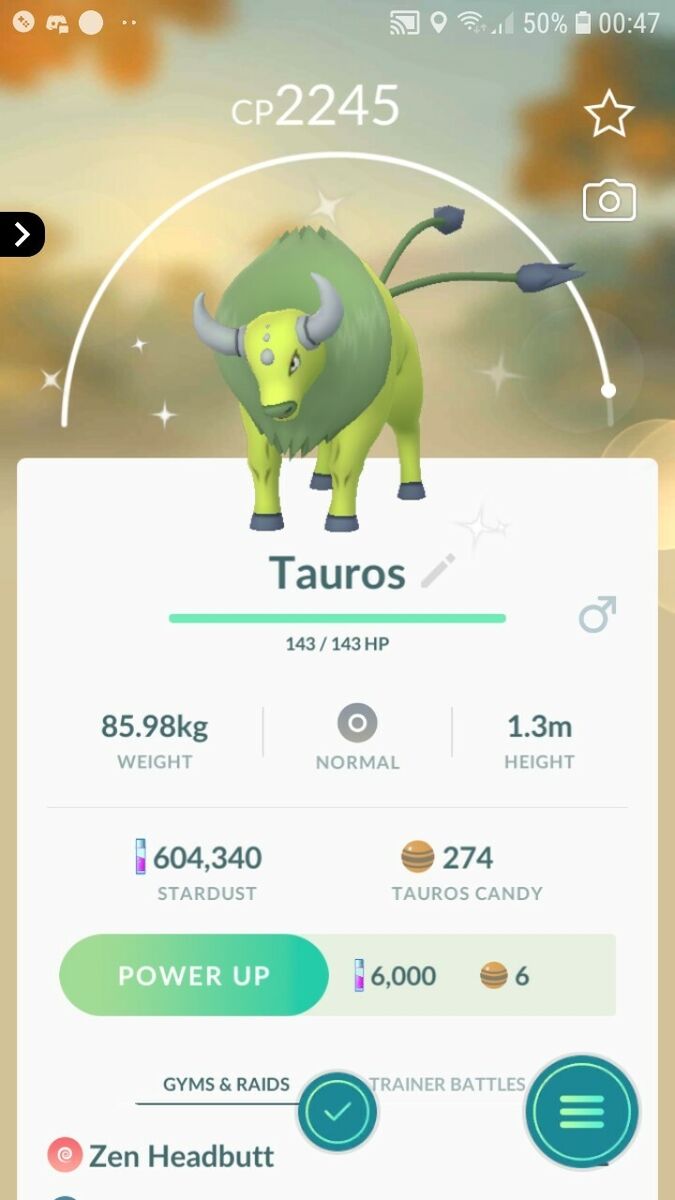 50% 00:47
CP2245
Tauros
143 / 143 HP
85.98kg
WEIGHT
NORMAL
1.3m
HEIGHT
604,340
STARDUST
274
TAUROS CANDY
POWER UP 6,000 6
GYMS & RAIDS TRAINER BATTLES
Zen Headbutt